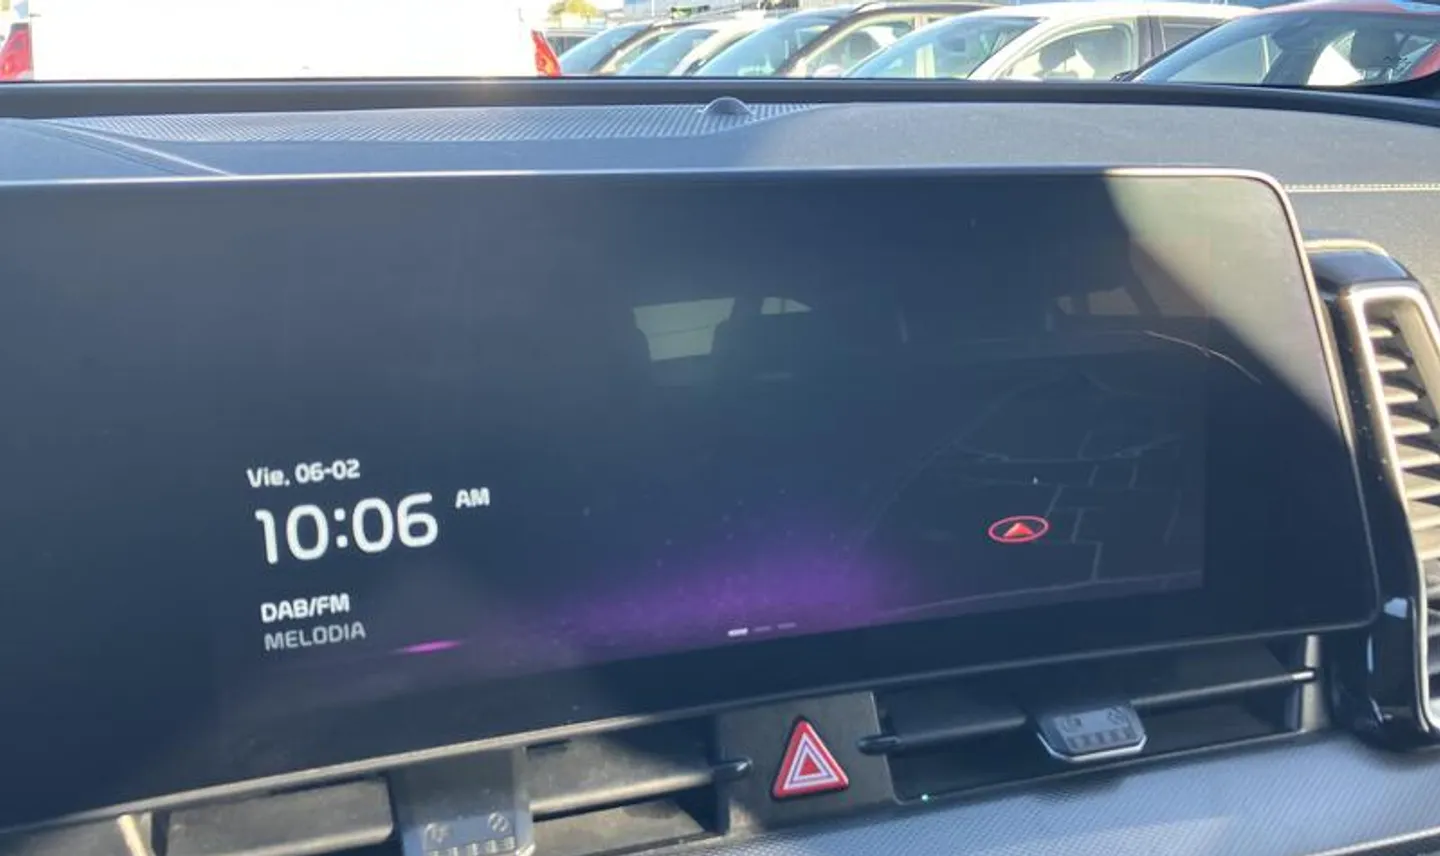 Vie. 06-02
10:06 AM
DAB/FM
MELODIA